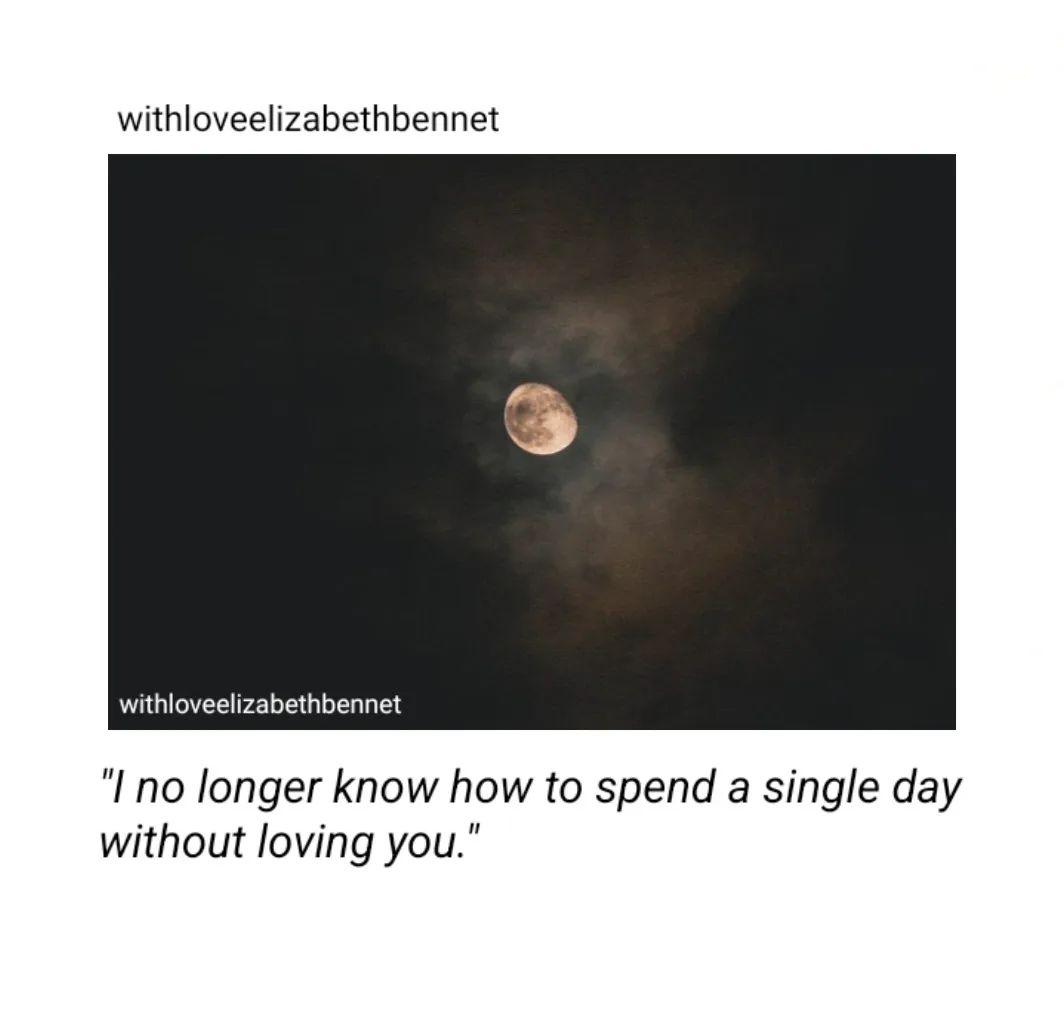 withloveelizabethbennet
withloveelizabethbennet
"I no longer know how to spend a single day
without loving you."